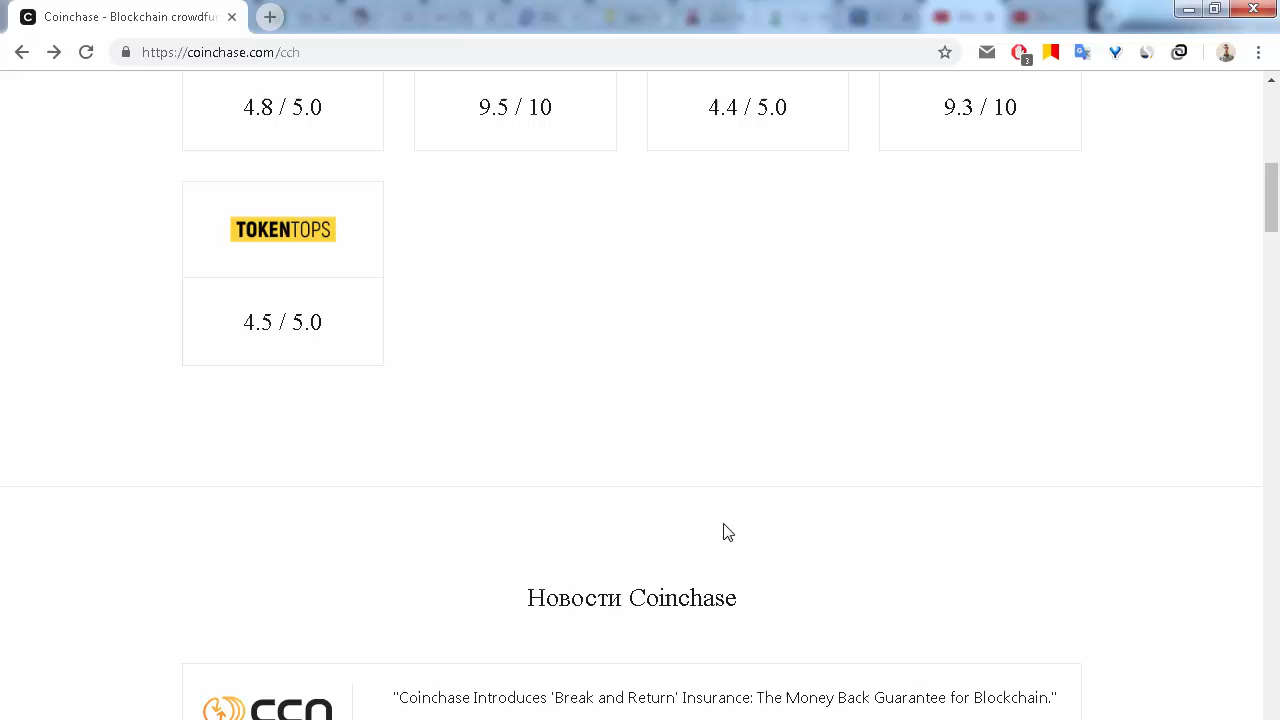 Coinchase - Blockchain crowdfur
https://coinchase.com/cch
3
4.8 / 5.0
9.5 / 10
4.4 / 5.0
9.3 / 10
TOKENTOPS
4.5 / 5.0
Новости Coinchase
"Coinchase Introduces 'Break and Return' Insurance: The Money Back Guarantee for Blockchain."
CCN